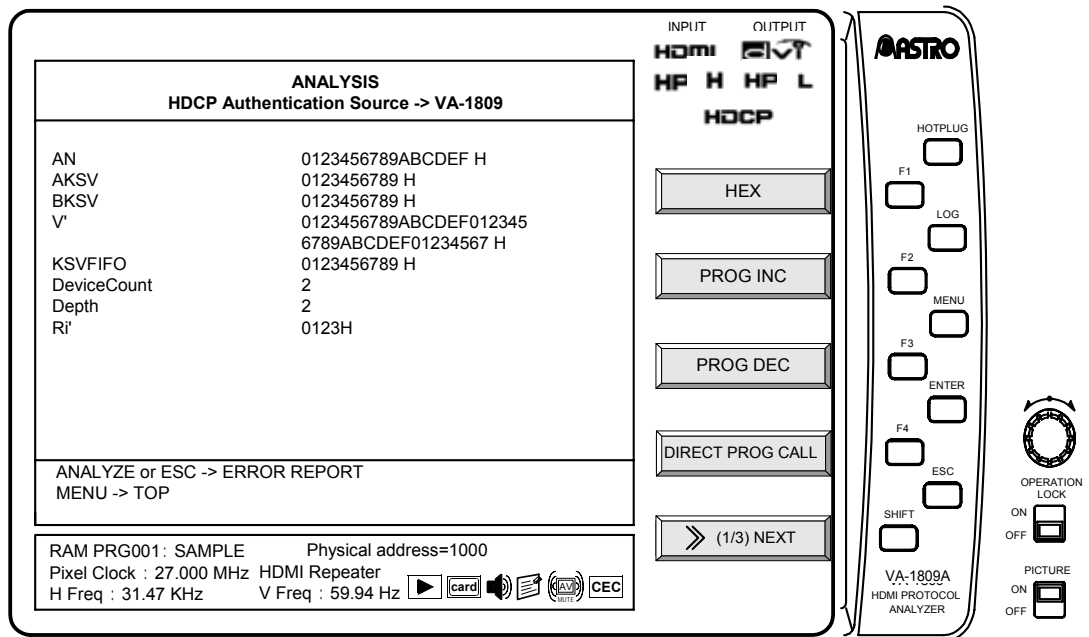 ANALYSIS
HDCP Authentication Source -> VA-1809
AN 0123456789ABCDEF H
AKSV 0123456789 H
BKSV 0123456789 H
V' 0123456789ABCDEF012345
6789ABCDEF01234567 H
KSVFIFO 0123456789 H
DeviceCount 2
Depth 2
Ri' 0123H
ANALYZE or ESC -> ERROR REPORT
MENU -> TOP
RAM PRG001: SAMPLE Physical address=1000
Pixel Clock : 27.000 MHz HDMI Repeater
H Freq : 31.47 KHz V Freq : 59.94 Hz card AV MUTE CEC
INPUT OUTPUT
HDMI
HP H HP L
HDCP
HEX
PROG INC
PROG DEC
DIRECT PROG CALL
(1/3) NEXT
ASTRO
HOTPLUG
F1
LOG
F2
MENU
F3
ENTER
F4
ESC
SHIFT
VA-1809A
HDMI PROTOCOL
ANALYZER
OPERATION
LOCK
ON
OFF
PICTURE
ON
OFF